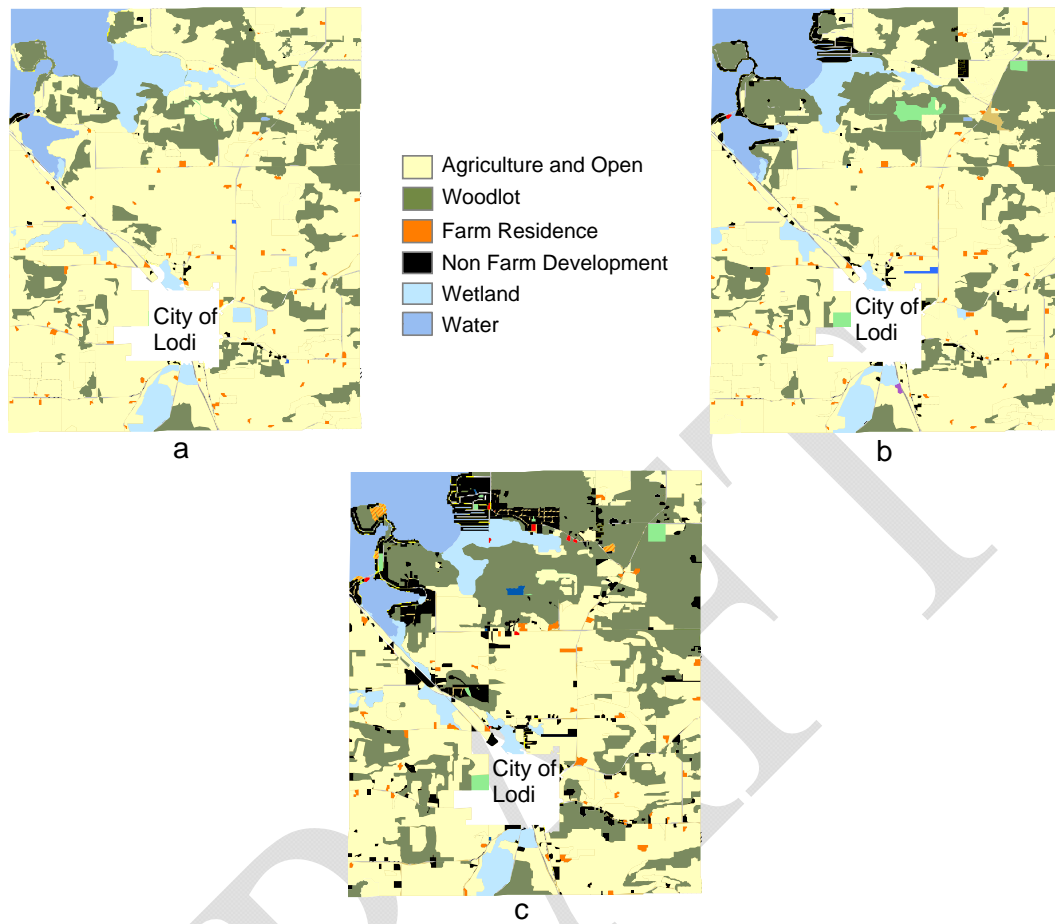 Agriculture and Open
Woodlot
Farm Residence
Non Farm Development
Wetland
Water
City of
Lodi
a
City of
Lodi
b
City of
Lodi
c
DRAFT